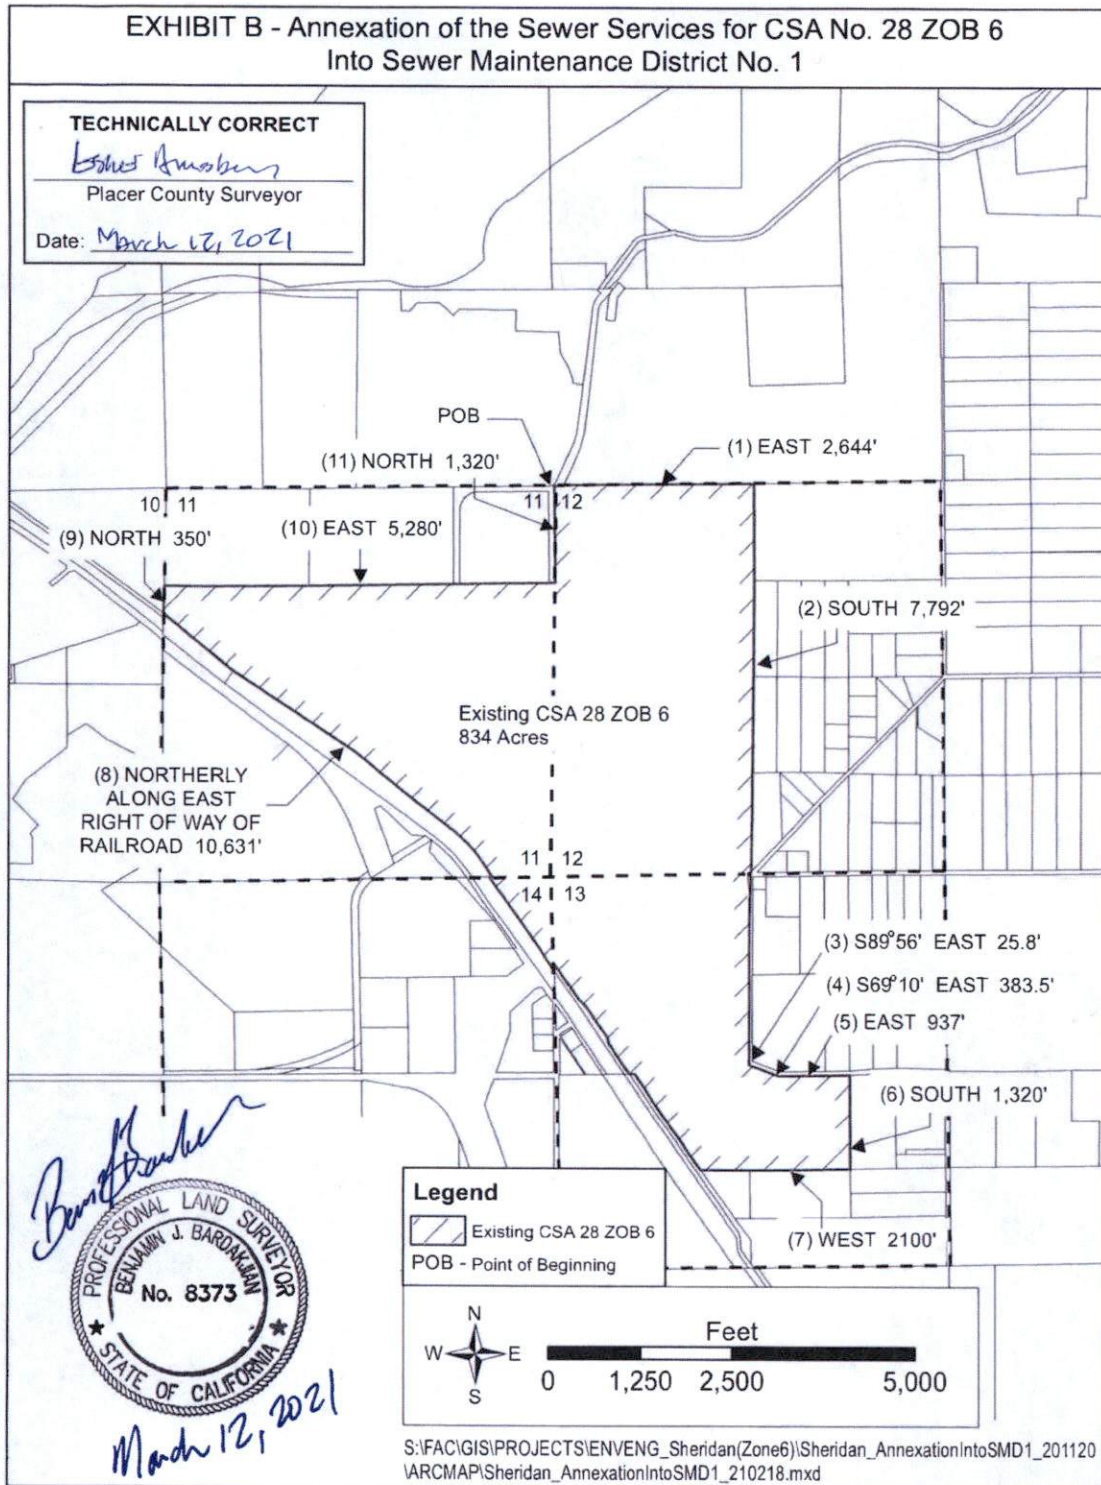 EXHIBIT B - Annexation of the Sewer Services for CSA No. 28 ZOB 6
Into Sewer Maintenance District No. 1
TECHNICALLY CORRECT
Placer County Surveyor
Date: March 12, 2021
POB
(1) EAST 2,644'
(11) NORTH 1,320'
10 11
11 12
(9) NORTH 350'
(10) EAST 5,280'
(2) SOUTH 7,792'
Existing CSA 28 ZOB 6
834 Acres
(8) NORTHERLY
ALONG EAST
RIGHT OF WAY OF
RAILROAD 10,631'
11 12
14 13
(3) S89°56' EAST 25.8'
(4) S69°10' EAST 383.5'
(5) EAST 937'
(6) SOUTH 1,320'
(7) WEST 2100'
Legend
Existing CSA 28 ZOB 6
POB - Point of Beginning
PROFESSIONAL LAND SURVEYOR
BENJAMIN J. BARDAKJIAN
No. 8373
STATE OF CALIFORNIA
March 12, 2021
N
W E
S
Feet
0 1,250 2,500 5,000
S:\FAC\GIS\PROJECTS\ENVENG_Sheridan(Zone6)\Sheridan_AnnexationIntoSMD1_201120
\ARCMAP\Sheridan_AnnexationIntoSMD1_210218.mxd